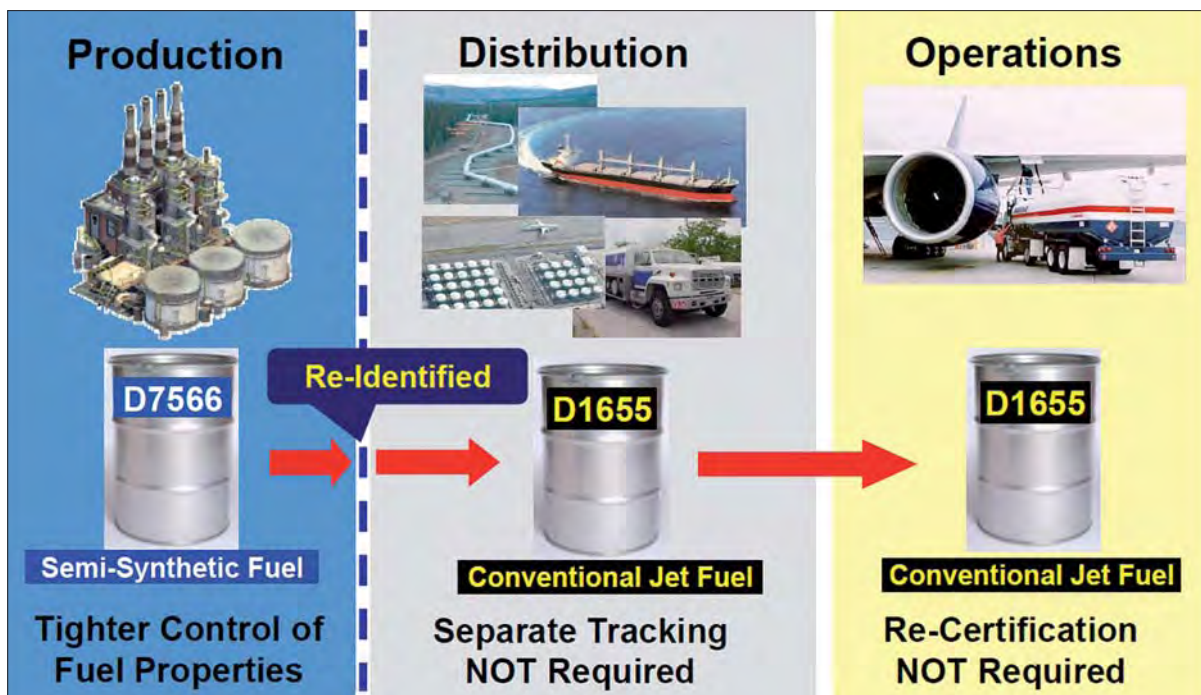 Production
Distribution
Operations
D7566
Re-Identified
D1655
D1655
Semi-Synthetic Fuel
Conventional Jet Fuel
Conventional Jet Fuel
Tighter Control of
Fuel Properties
Separate Tracking
NOT Required
Re-Certification
NOT Required